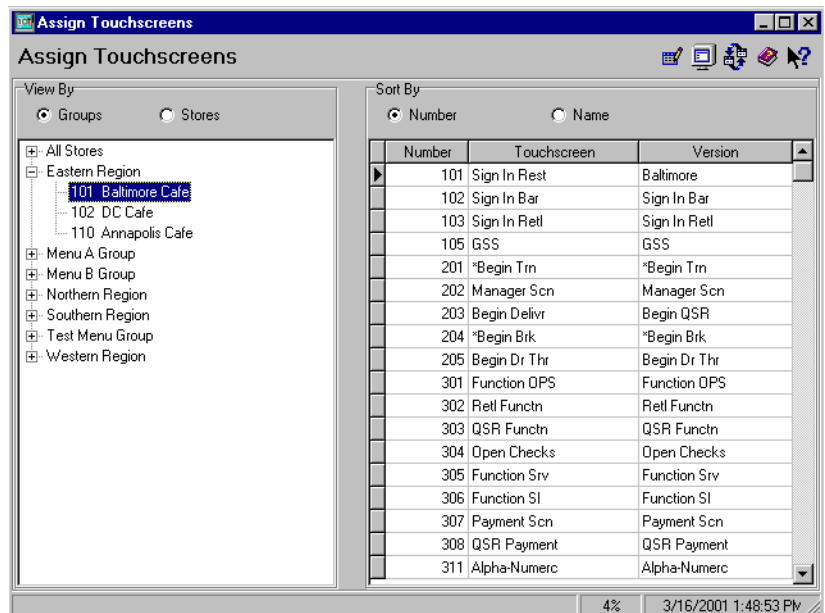 Assign Touchscreens
Assign Touchscreens
View By
Groups Stores
All Stores
Eastern Region
101 Baltimore Cafe
102 DC Cafe
110 Annapolis Cafe
Menu A Group
Menu B Group
Northern Region
Southern Region
Test Menu Group
Western Region
Sort By
Number Name
Number Touchscreen Version
101 Sign In Rest Baltimore
102 Sign In Bar Sign In Bar
103 Sign In Retl Sign In Retl
105 GSS GSS
201 *Begin Trn *Begin Trn
202 Manager Scn Manager Scn
203 Begin Delivr Begin QSR
204 *Begin Brk *Begin Brk
205 Begin Dr Thr Begin Dr Thr
301 Function OPS Function OPS
302 Retl Functn Retl Functn
303 QSR Functn QSR Functn
304 Open Checks Open Checks
305 Function Srv Function Srv
306 Function SI Function SI
307 Payment Scn Payment Scn
308 QSR Payment QSR Payment
311 Alpha-Numerc Alpha-Numerc
4% 3/16/2001 1:48:53 PM